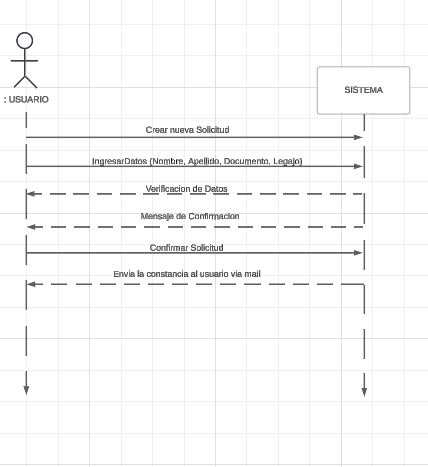 : USUARIO
SISTEMA
Crear nueva Solicitud
IngresarDatos (Nombre, Apellido, Documento, Legajo)
Verificacion de Datos
Mensaje de Confirmacion
Confirmar Solicitud
Envia la constancia al usuario via mail